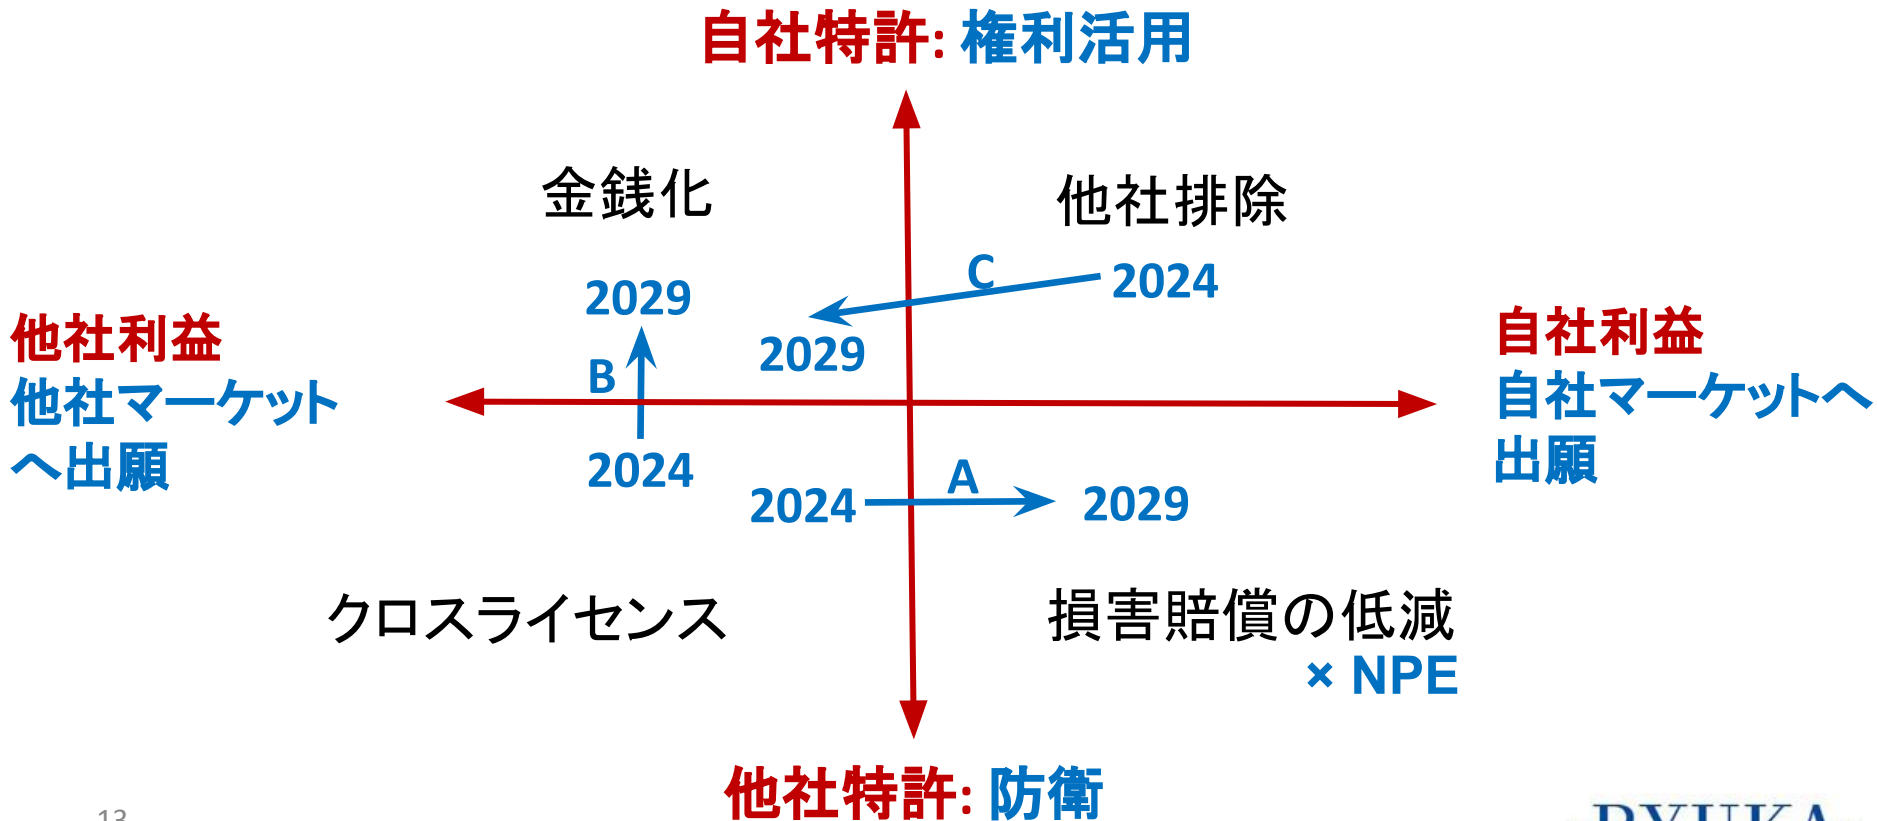 自社特許: 権利活用
金銭化
他社排除
C
2024
2029
2029
B
他社利益
他社マーケット
へ出願
自社利益
自社マーケットへ
出願
2024
A
2024
2029
クロスライセンス
損害賠償の低減
× NPE
他社特許: 防衛
13
RYUKA